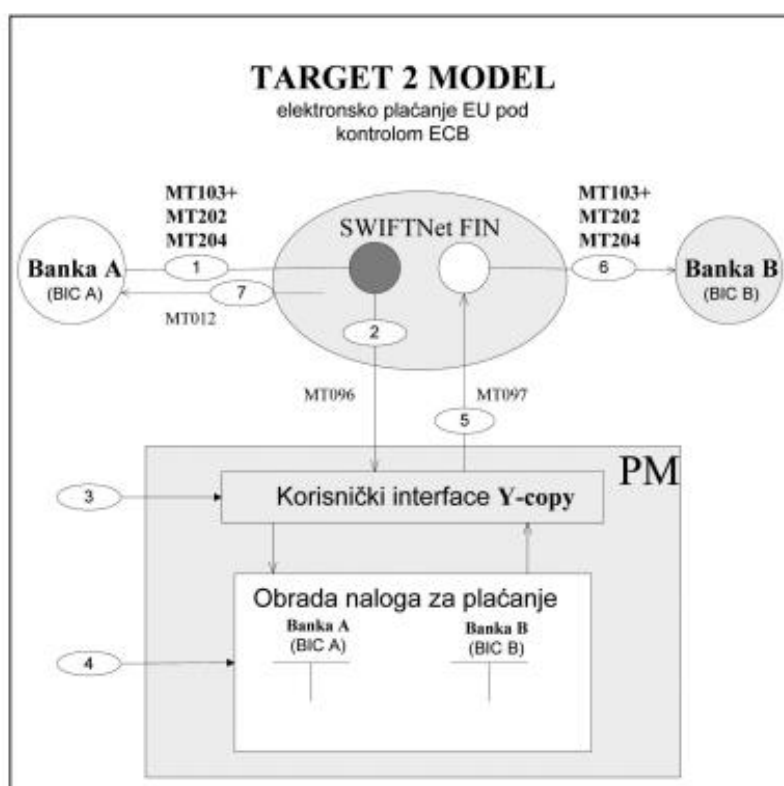 TARGET 2 MODEL
elektronsko plaćanje EU pod
kontrolom ECB
MT103+
MT202
MT204
MT103+
MT202
MT204
SWIFTNet FIN
Banka A
(BIC A)
1
7
MT012
2
6
Banka B
(BIC B)
MT096
MT097
5
PM
3
Korisnički interface Y-copy
Obrada naloga za plaćanje
Banka A
(BIC A)
Banka B
(BIC B)
4